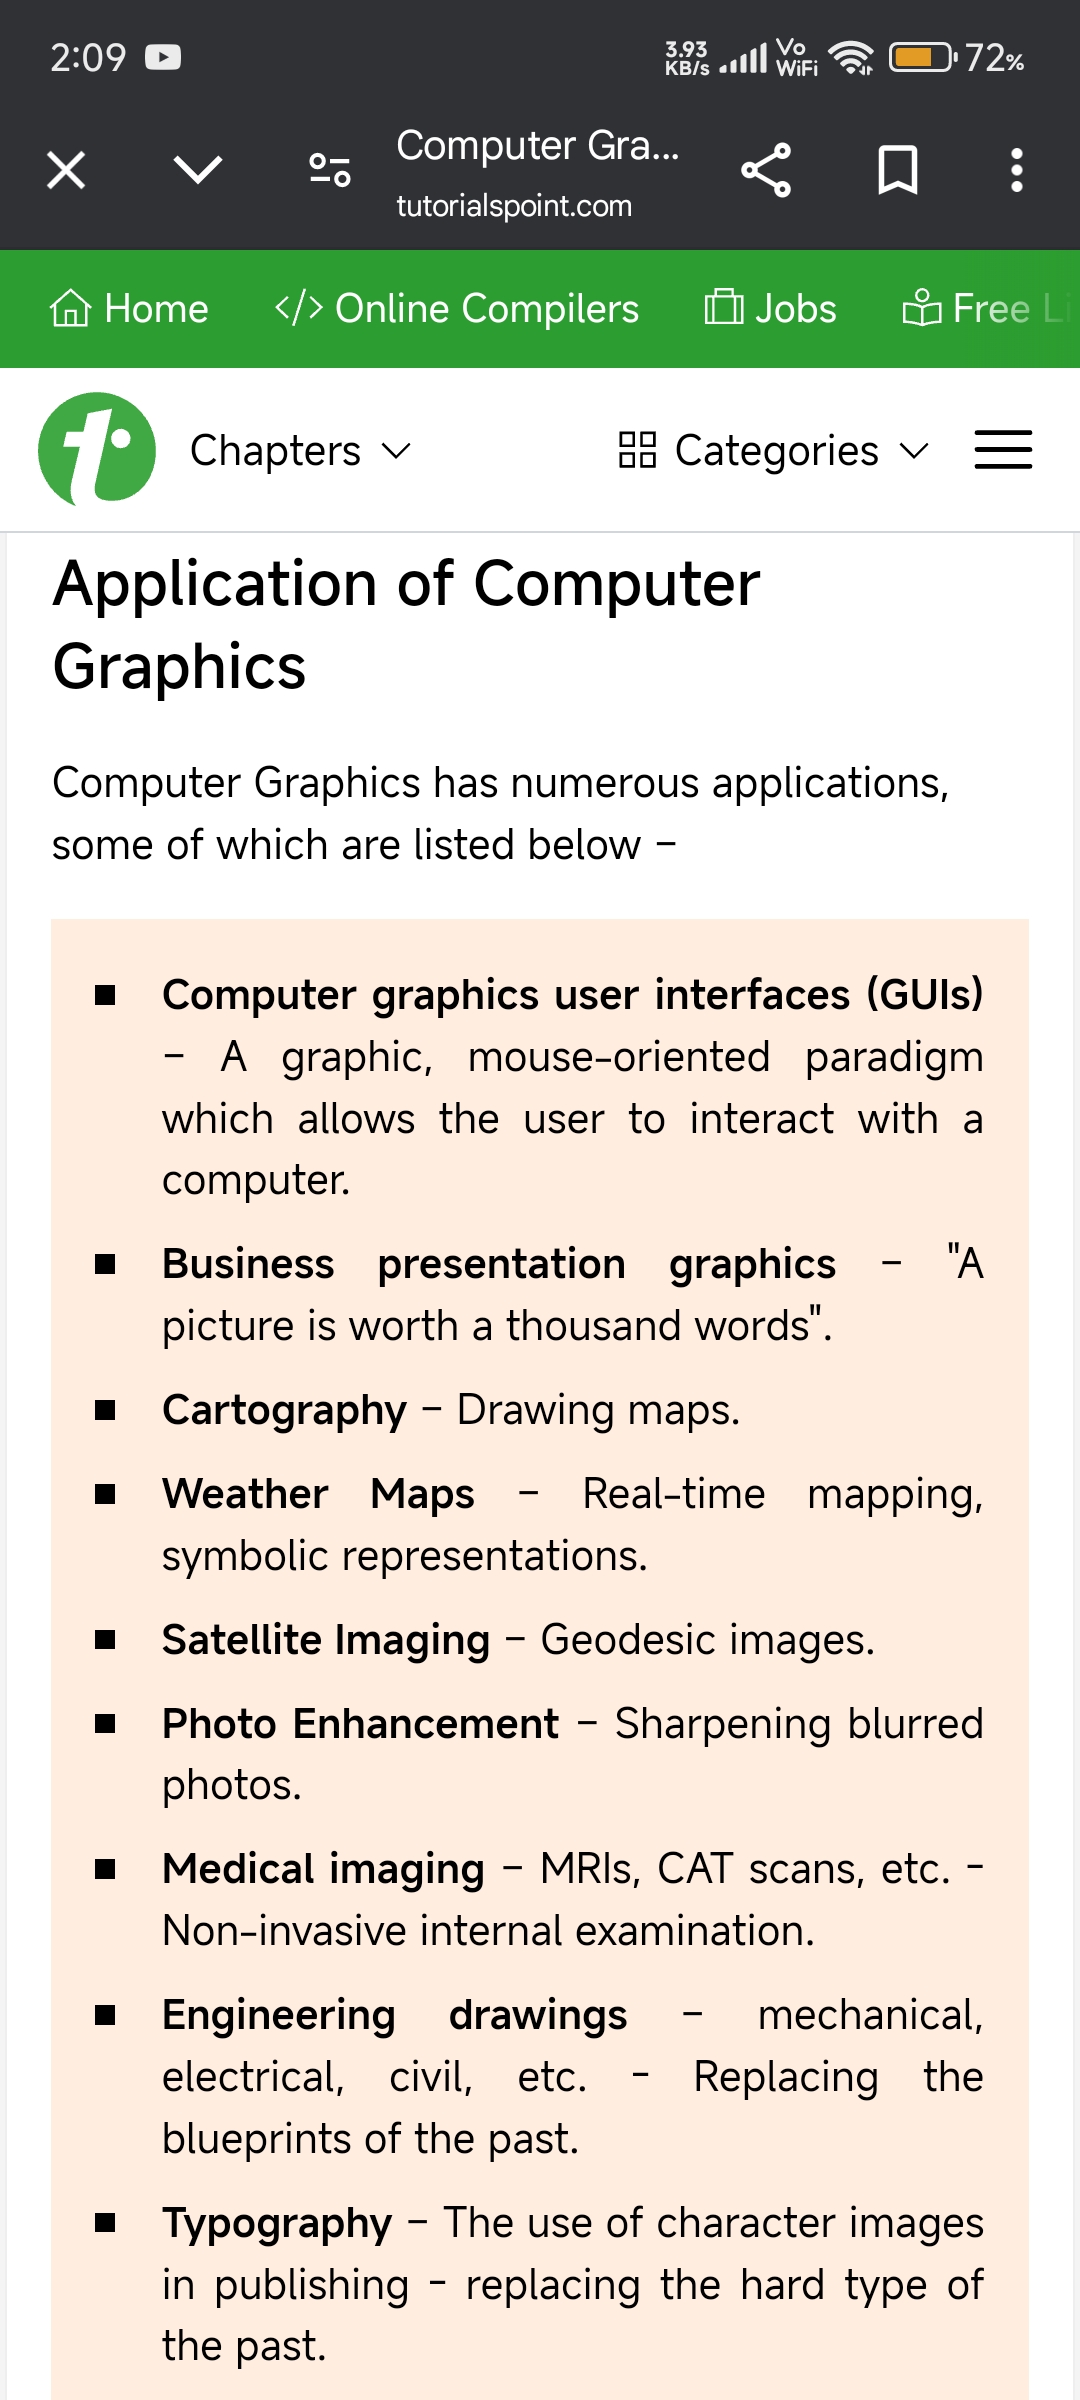 2:09
3.93 KB/s Vo WiFi 72%
Computer Gra...
tutorialspoint.com
Home </> Online Compilers Jobs Free Li
Chapters Categories
Application of Computer
Graphics
Computer Graphics has numerous applications,
some of which are listed below –
Computer graphics user interfaces (GUIs)
– A graphic, mouse-oriented paradigm
which allows the user to interact with a
computer.
Business presentation graphics – "A
picture is worth a thousand words".
Cartography – Drawing maps.
Weather Maps – Real-time mapping,
symbolic representations.
Satellite Imaging – Geodesic images.
Photo Enhancement – Sharpening blurred
photos.
Medical imaging – MRIs, CAT scans, etc. -
Non-invasive internal examination.
Engineering drawings – mechanical,
electrical, civil, etc. - Replacing the
blueprints of the past.
Typography – The use of character images
in publishing - replacing the hard type of
the past.